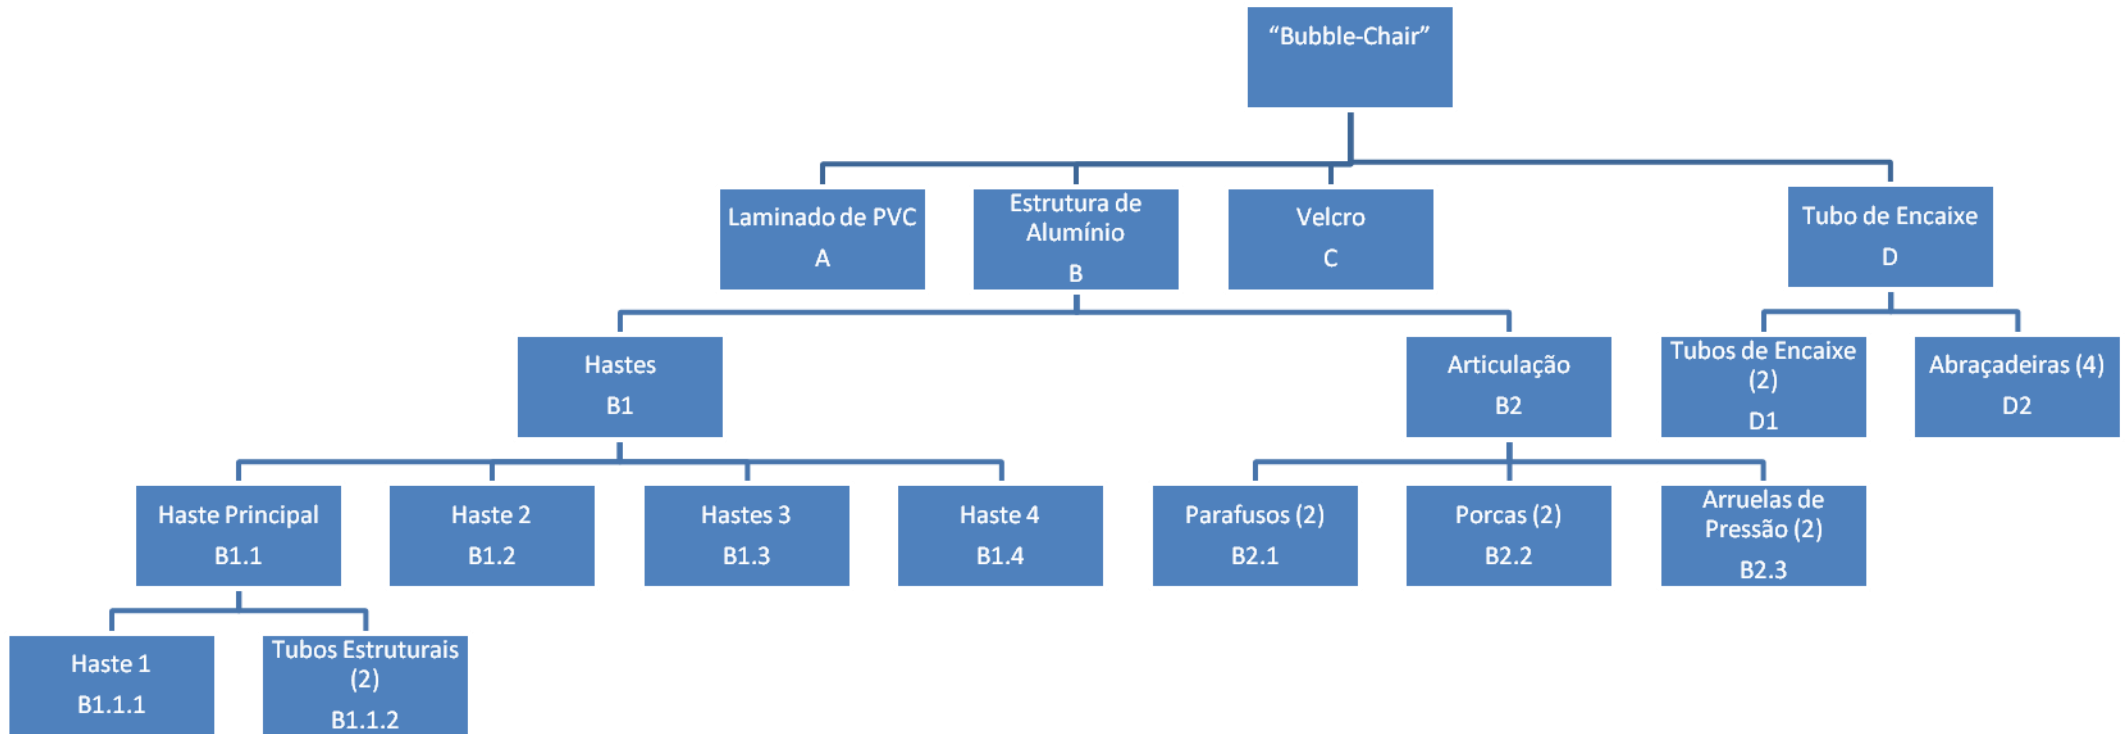 “Bubble-Chair”
Laminado de PVC
A
Estrutura de
Alumínio
B
Velcro
C
Tubo de Encaixe
D
Hastes
B1
Articulação
B2
Tubos de Encaixe
(2)
D1
Abraçadeiras (4)
D2
Haste Principal
B1.1
Haste 2
B1.2
Hastes 3
B1.3
Haste 4
B1.4
Parafusos (2)
B2.1
Porcas (2)
B2.2
Arruelas de
Pressão (2)
B2.3
Haste 1
B1.1.1
Tubos Estruturais
(2)
B1.1.2